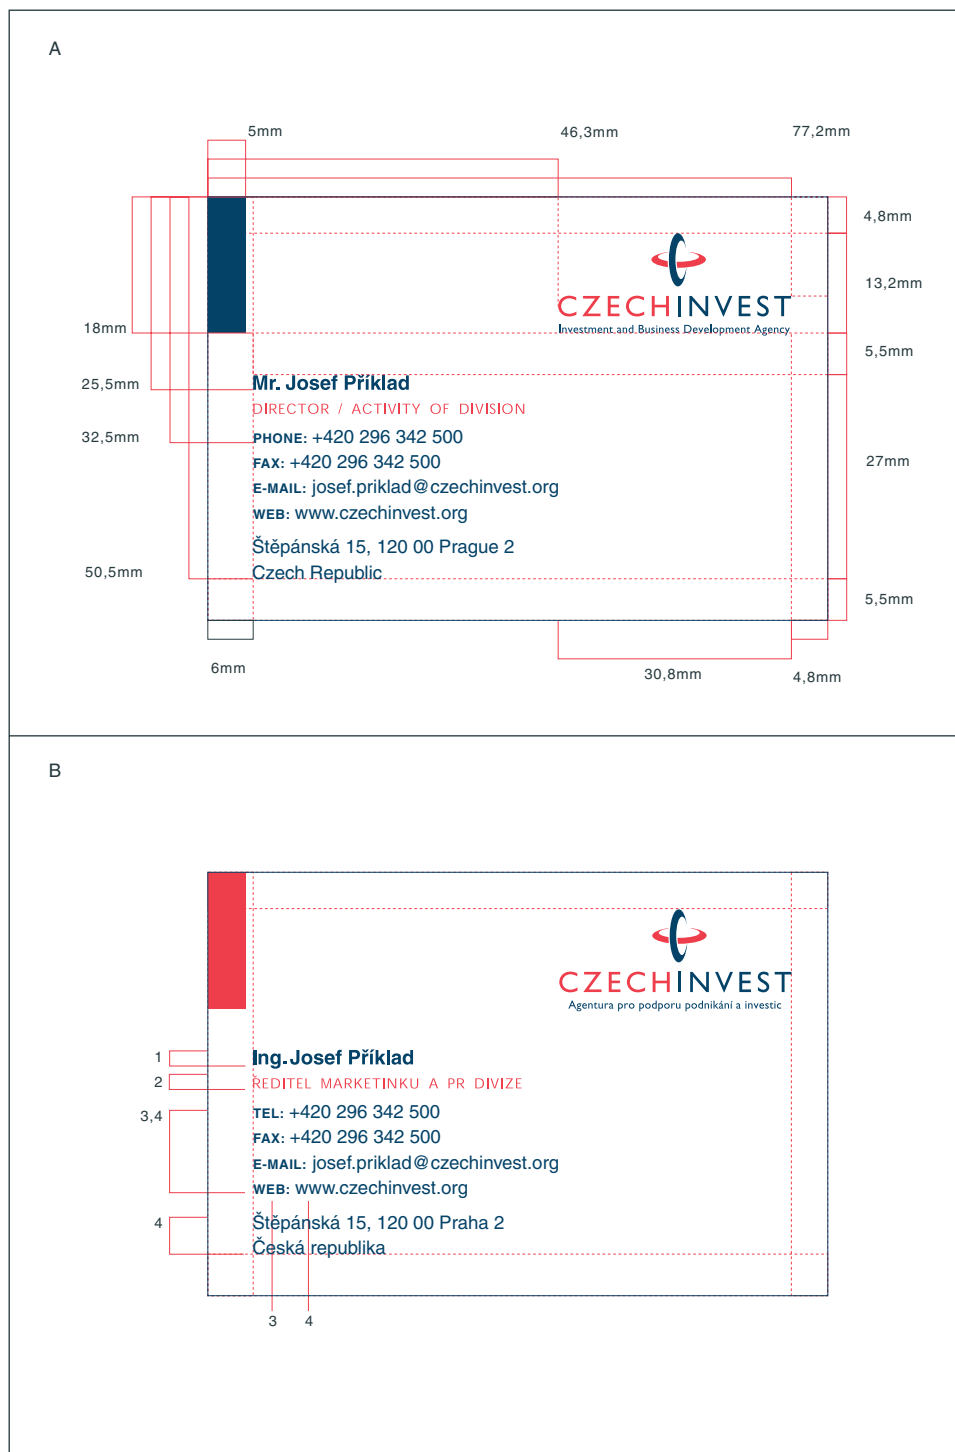 A
5mm
46,3mm
77,2mm
4,8mm
13,2mm
CZECHINVEST
Investment and Business Development Agency
18mm
5,5mm
25,5mm
Mr. Josef Příklad
DIRECTOR / ACTIVITY OF DIVISION
32,5mm
PHONE: +420 296 342 500
FAX: +420 296 342 500
27mm
E-MAIL: josef.priklad@czechinvest.org
WEB: www.czechinvest.org
Štěpánská 15, 120 00 Prague 2
50,5mm
Czech Republic
5,5mm
6mm
30,8mm
4,8mm
B
CZECHINVEST
Agentura pro podporu podnikání a investic
1
Ing. Josef Příklad
2
ŘEDITEL MARKETINKU A PR DIVIZE
3,4
TEL: +420 296 342 500
FAX: +420 296 342 500
E-MAIL: josef.priklad@czechinvest.org
WEB: www.czechinvest.org
4
Štěpánská 15, 120 00 Praha 2
Česká republika
3
4